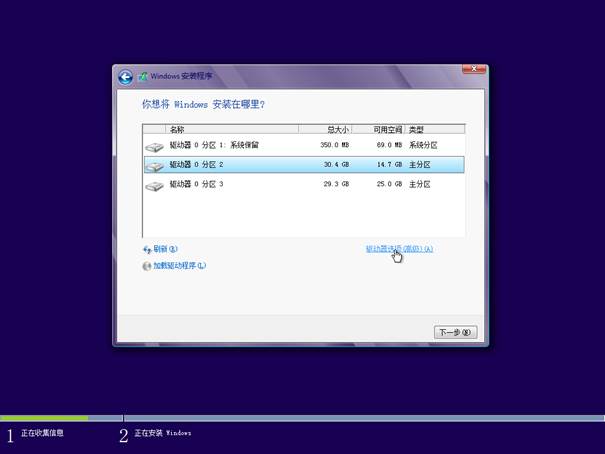 Windows 安装程序
你想将 Windows 安装在哪里?
名称 总大小 可用空间 类型
驱动器 0 分区 1: 系统保留 350.0 MB 69.0 MB 系统分区
驱动器 0 分区 2 30.4 GB 14.7 GB 主分区
驱动器 0 分区 3 29.3 GB 25.0 GB 主分区
刷新(R) 驱动器选项(高级)(A)
加载驱动程序(L)
下一步(N)
1 正在收集信息 2 正在安装 Windows